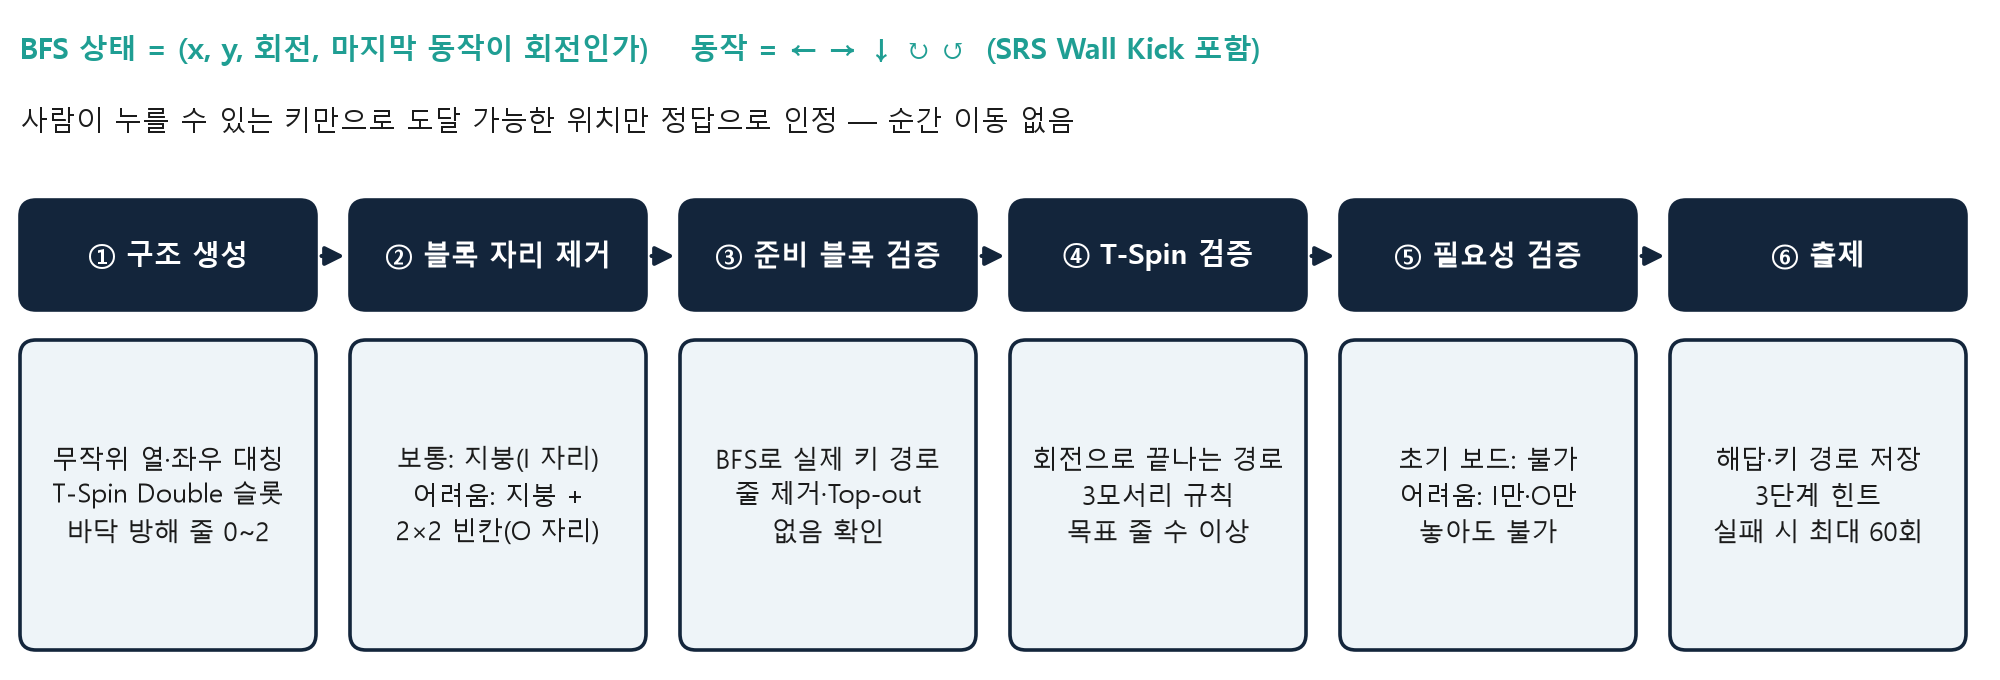 BFS 상태 = (x, y, 회전, 마지막 동작이 회전인가) 동작 = ← → ↓ ↻ ↺ (SRS Wall Kick 포함)
사람이 누를 수 있는 키만으로 도달 가능한 위치만 정답으로 인정 — 순간 이동 없음
① 구조 생성
② 블록 자리 제거
③ 준비 블록 검증
④ T-Spin 검증
⑤ 필요성 검증
⑥ 출제
무작위 열·좌우 대칭
T-Spin Double 슬롯
바닥 방해 줄 0~2
보통: 지붕(I 자리)
어려움: 지붕 +
2×2 빈칸(O 자리)
BFS로 실제 키 경로
줄 제거·Top-out
없음 확인
회전으로 끝나는 경로
3모서리 규칙
목표 줄 수 이상
초기 보드: 불가
어려움: I만·O만
놓아도 불가
해답·키 경로 저장
3단계 힌트
실패 시 최대 60회